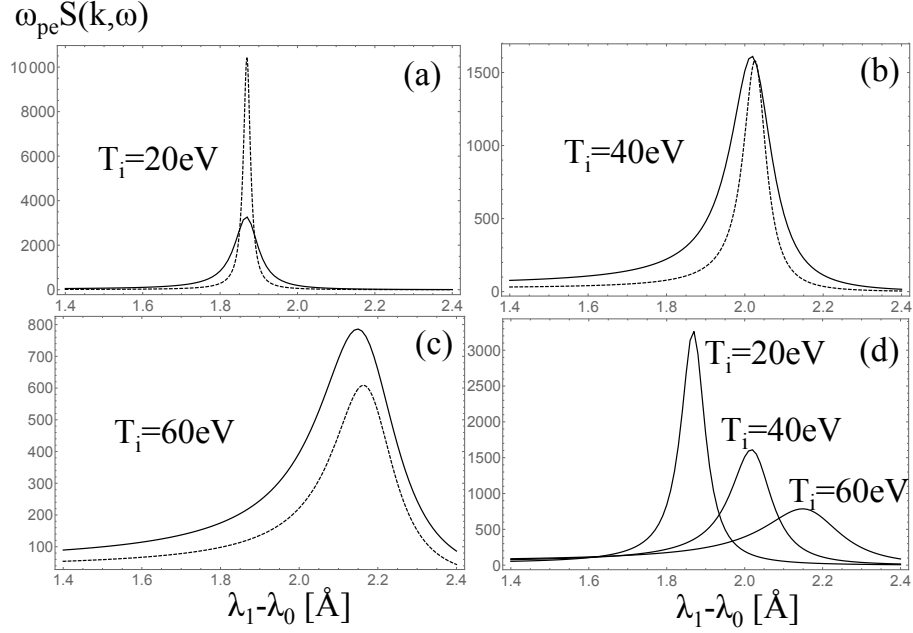 ω_pe S(k,ω)
(a)
T_i=20eV
10000
8000
6000
4000
2000
0
1.4 1.6 1.8 2.0 2.2 2.4
(b)
T_i=40eV
1500
1000
500
0
1.4 1.6 1.8 2.0 2.2 2.4
(c)
T_i=60eV
800
700
600
500
400
300
200
100
1.4 1.6 1.8 2.0 2.2 2.4
λ_1-λ_0 [Å]
(d)
T_i=20eV
T_i=40eV
T_i=60eV
3000
2500
2000
1500
1000
500
0
1.4 1.6 1.8 2.0 2.2 2.4
λ_1-λ_0 [Å]